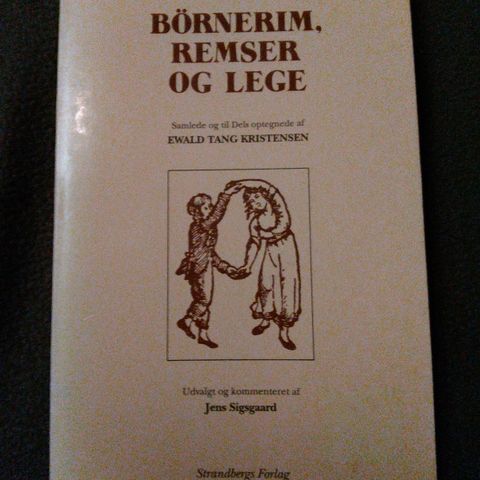 BÖRNERIM,
REMSER
OG LEGE
Samlede og til Dels optegnede af
EWALD TANG KRISTENSEN
Udvalgt og kommenteret af
Jens Sigsgaard
Strandbergs Forlag